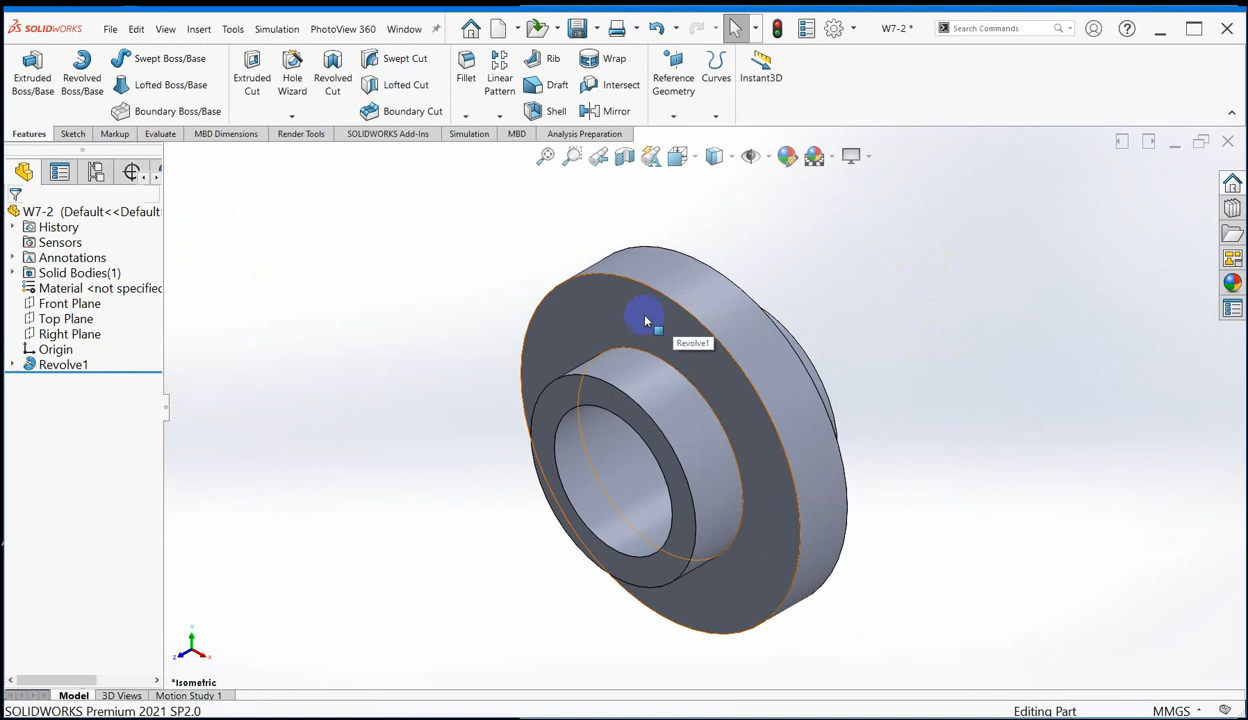 SOLIDWORKS File Edit View Insert Tools Simulation PhotoView 360 Window W7-2 * Search Commands
Extruded Boss/Base
Revolved Boss/Base
Swept Boss/Base
Lofted Boss/Base
Boundary Boss/Base
Extruded Cut
Hole Wizard
Revolved Cut
Swept Cut
Lofted Cut
Boundary Cut
Fillet
Linear Pattern
Rib
Draft
Shell
Wrap
Intersect
Mirror
Reference Geometry
Curves
Instant3D
Features Sketch Markup Evaluate MBD Dimensions Render Tools SOLIDWORKS Add-Ins Simulation MBD Analysis Preparation
W7-2 (Default<<Default
History
Sensors
Annotations
Solid Bodies(1)
Material <not specified
Front Plane
Top Plane
Right Plane
Origin
Revolve1
Revolve1
Y
Z
X
*Isometric
Model 3D Views Motion Study 1
SOLIDWORKS Premium 2021 SP2.0 Editing Part MMGS